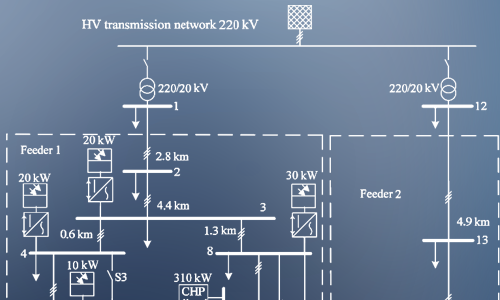 HV transmission network 220 kV
220/20 kV
220/20 kV
1
12
20 kW
Feeder 1
2.8 km
2
20 kW
30 kW
Feeder 2
4.4 km
3
4.9 km
0.6 km
1.3 km
13
4
8
10 kW
S3
310 kW
CHP